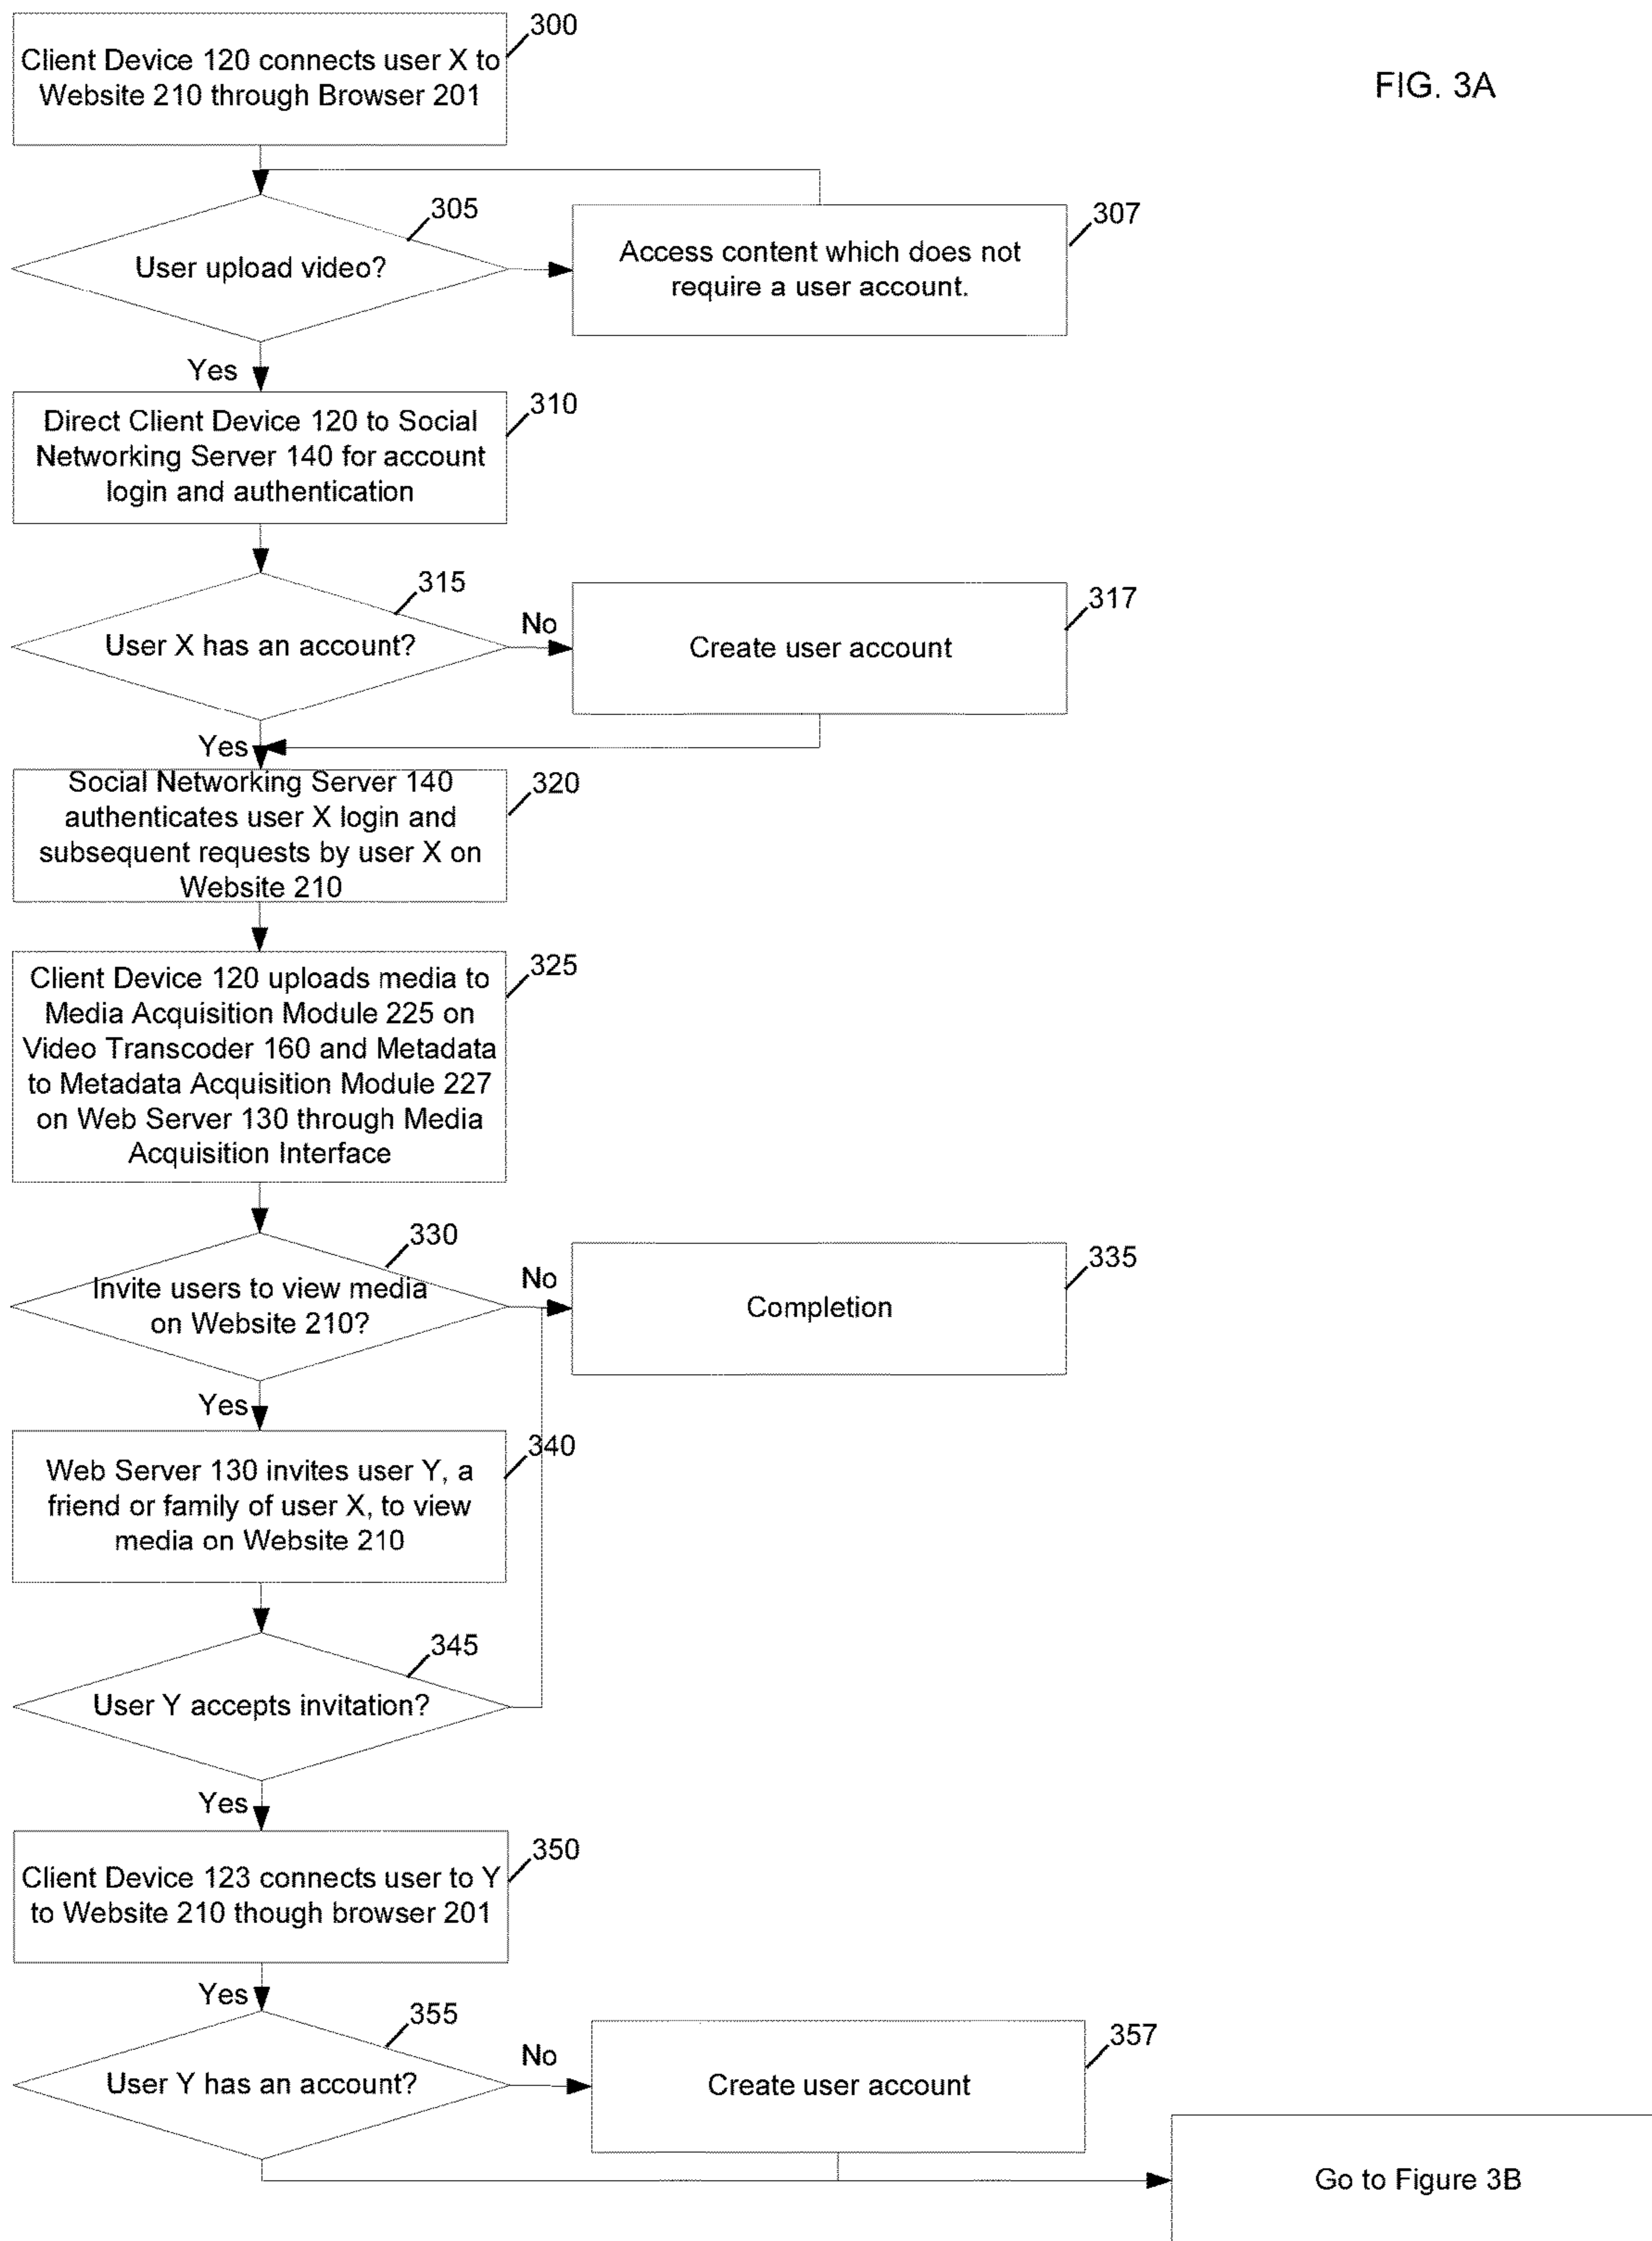 300
Client Device 120 connects user X to
Website 210 through Browser 201
FIG. 3A
305
User upload video?
307
Access content which does not
require a user account.
Yes
310
Direct Client Device 120 to Social
Networking Server 140 for account
login and authentication
315
User X has an account?
No
317
Create user account
Yes
320
Social Networking Server 140
authenticates user X login and
subsequent requests by user X on
Website 210
325
Client Device 120 uploads media to
Media Acquisition Module 225 on
Video Transcoder 160 and Metadata
to Metadata Acquisition Module 227
on Web Server 130 through Media
Acquisition Interface
330
Invite users to view media
on Website 210?
No
335
Completion
Yes
340
Web Server 130 invites user Y, a
friend or family of user X, to view
media on Website 210
345
User Y accepts invitation?
Yes
350
Client Device 123 connects user to Y
to Website 210 though browser 201
Yes
355
User Y has an account?
No
357
Create user account
Go to Figure 3B